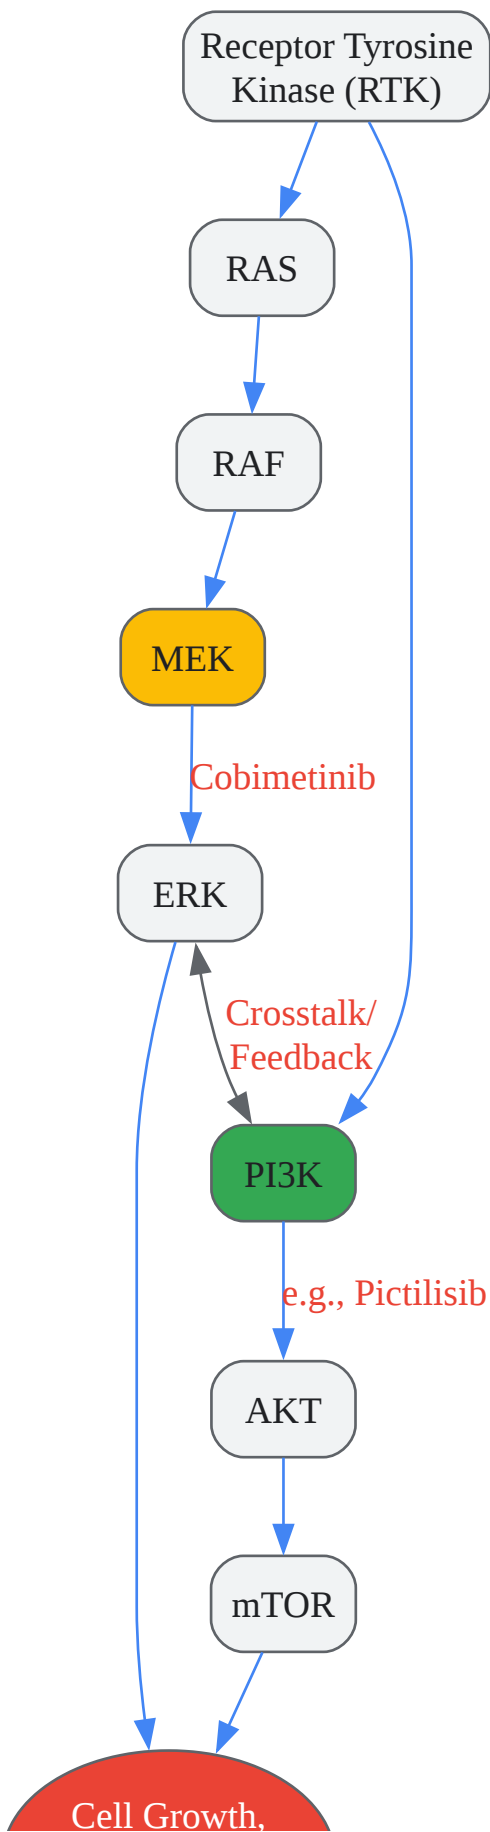 Receptor Tyrosine
Kinase (RTK)
RAS
RAF
MEK
Cobimetinib
ERK
Crosstalk/
Feedback
PI3K
e.g., Pictilisib
AKT
mTOR
Cell Growth,